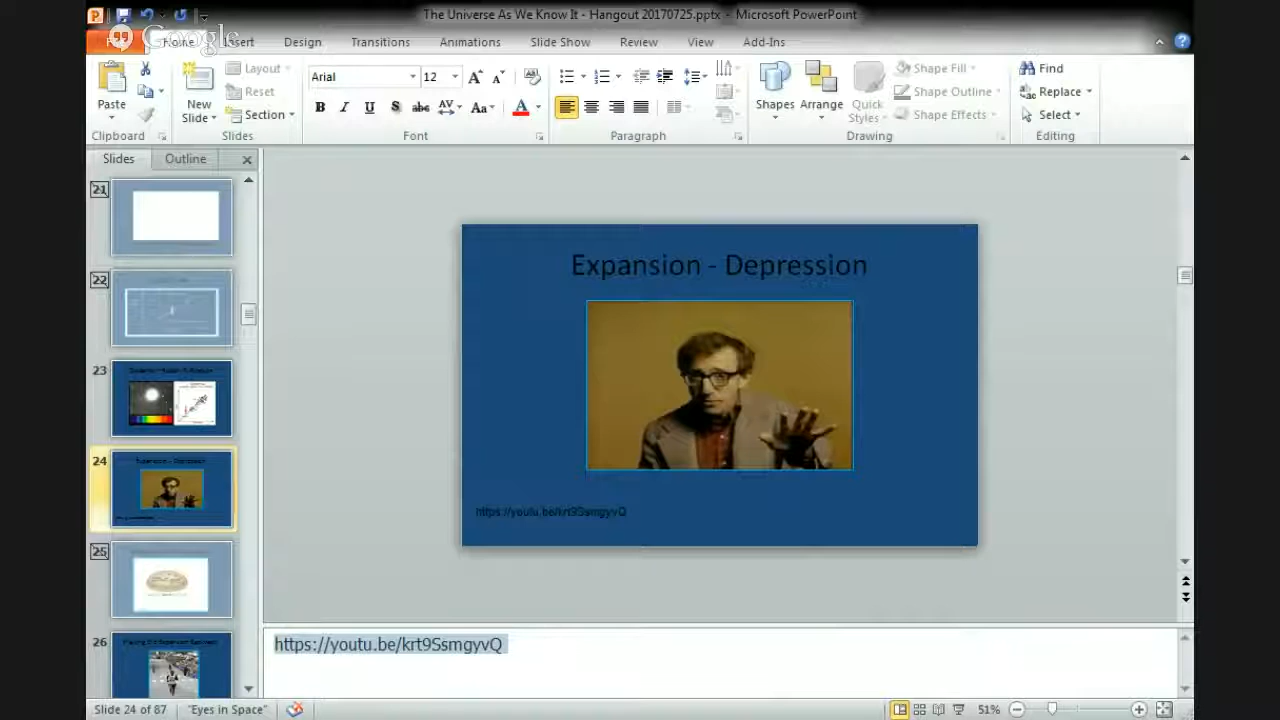 The Universe As We Know It - Hangout 20170725.pptx - Microsoft PowerPoint
Google
Home Insert Design Transitions Animations Slide Show Review View Add-Ins
Paste
Clipboard
New Slide
Layout
Reset
Section
Slides
Arial 12
B I U S abc AV Aa A
Font
Paragraph
Shapes
Arrange
Quick Styles
Shape Fill
Shape Outline
Shape Effects
Drawing
Find
Replace
Select
Editing
Slides Outline
21
22
23
24
25
26
Expansion - Depression
https://youtu.be/krt9SsmgyvQ
https://youtu.be/krt9SsmgyvQ
Slide 24 of 87 "Eyes in Space" 51%